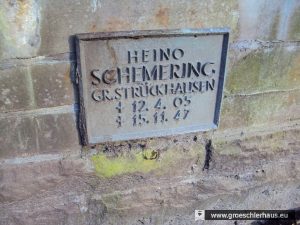 HEINO
SCHEMERING
GR. STRÜCKHAUSEN
12. 4. 05
15. 11. 47
www.groeschlerhaus.eu